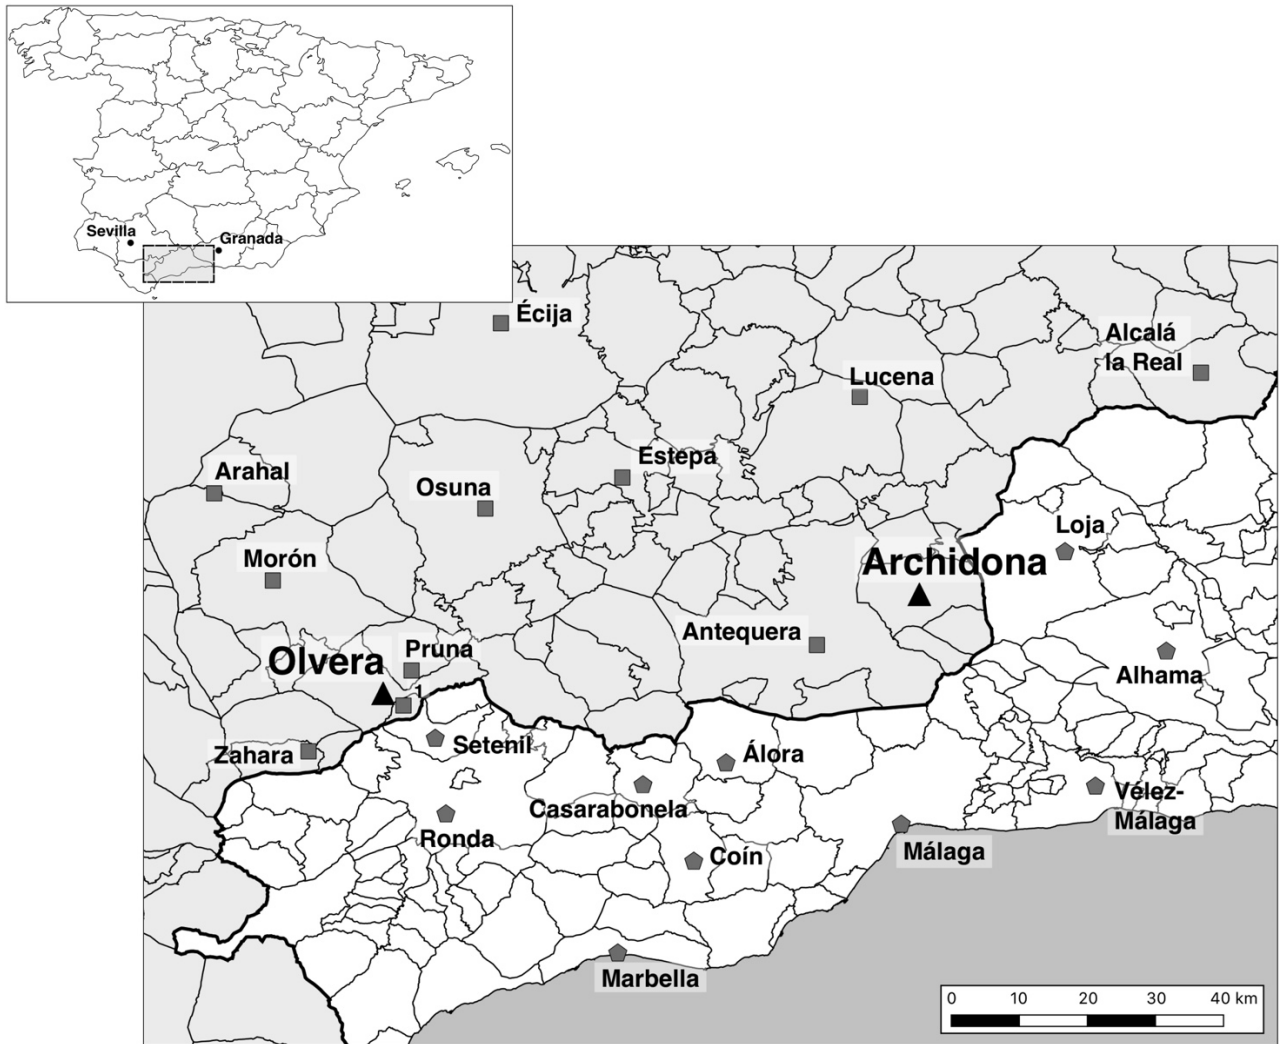 Sevilla
Granada
Écija
Alcalá
la Real
Lucena
Estepa
Arahal
Osuna
Loja
Morón
Archidona
Antequera
Pruna
Olvera
1
Alhama
Zahara
Setenil
Álora
Casarabonela
Vélez-
Málaga
Ronda
Málaga
Coín
Marbella
0 10 20 30 40 km